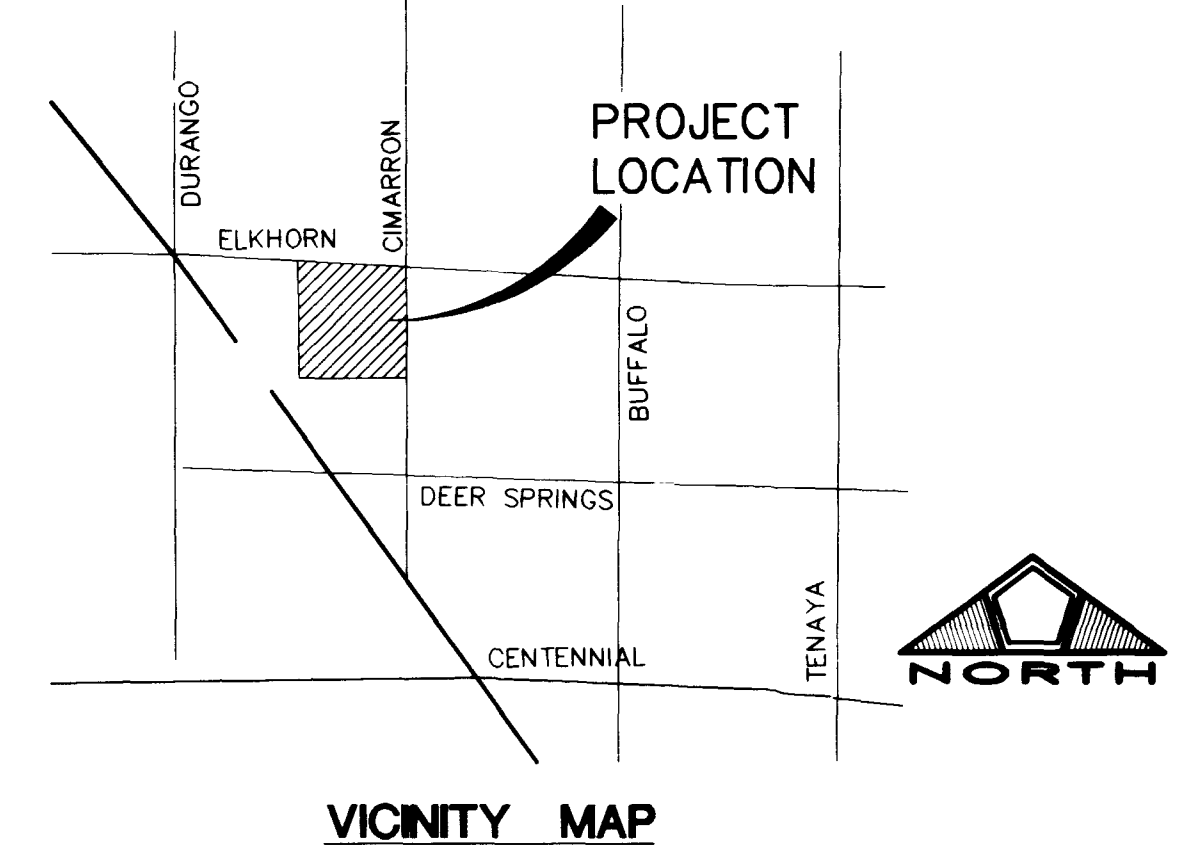 DURANGO
CIMARRON
PROJECT
LOCATION
ELKHORN
BUFFALO
DEER SPRINGS
TENAYA
CENTENNIAL
NORTH
VICINITY MAP